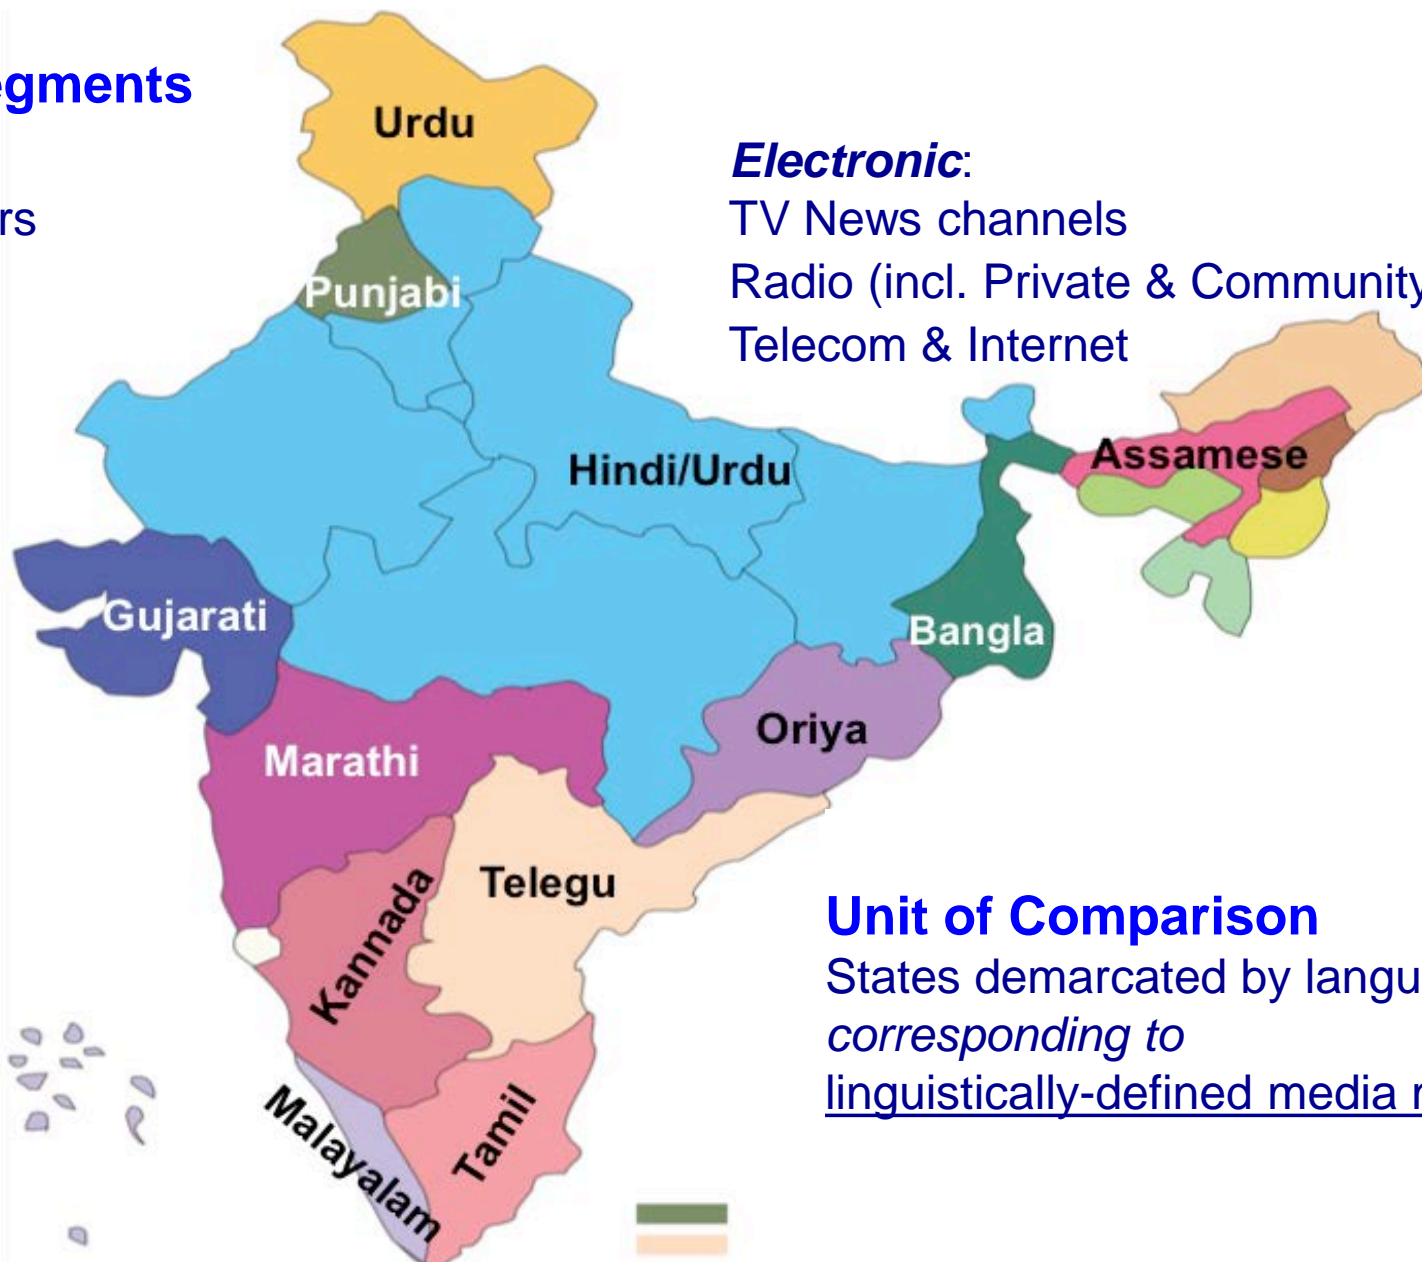 egments
rs
Electronic:
TV News channels
Radio (incl. Private & Community
Telecom & Internet
Urdu
Punjabi
Hindi/Urdu
Assamese
Gujarati
Bangla
Marathi
Oriya
Kannada
Telegu
Malayalam
Tamil
Unit of Comparison
States demarcated by langu
corresponding to
linguistically-defined media r